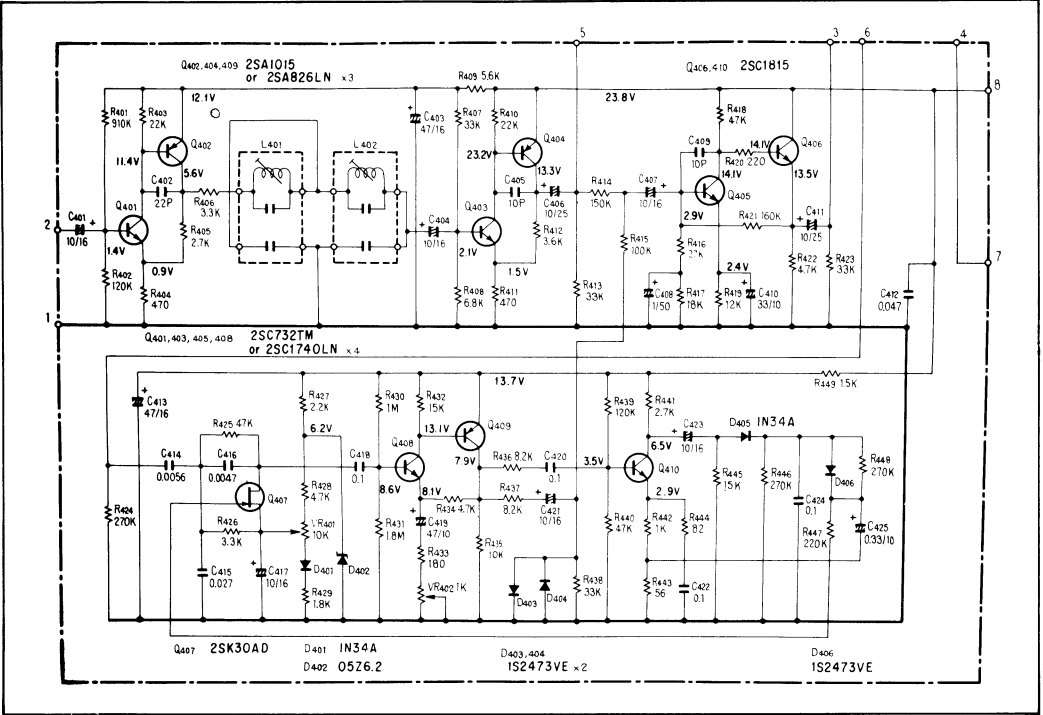 5
3
6
4
Q402,404,409 2SA1015
or 2SA826LN ×3
Q406,410 2SC1815
R409 5.6K
8
12.1V
23.8V
R401
910K
R403
22K
C403
47/16
R407
33K
R410
22K
R418
47K
Q402
L401
L402
Q404
C409
10P
14.1V
Q406
11.4V
23.2V
R420 220
5.6V
13.3V
14.1V
13.5V
C402
22P
C405
10P
C406
10/25
R414
150K
C407
10/16
Q405
R406
3.3K
2
C401
10/16
Q401
R405
2.7K
C404
10/16
Q403
R412
3.6K
2.9V
R421 160K
C411
10/25
1.4V
2.1V
R415
100K
R416
R422
4.7K
R423
33K
7
R402
120K
0.9V
1.5V
2.4V
R404
470
R408
6.8K
R411
470
R413
33K
C408
1/50
R417
18K
R419
12K
C410
33/10
C412
0.047
1
Q401,403,405,408 2SC732TM
or 2SC1740LN ×4
R449 1.5K
13.7V
C413
47/16
R427
2.2K
R430
1M
R432
15K
R439
120K
R441
2.7K
D405 1N34A
R425 47K
6.2V
13.1V
Q409
C423
10/16
Q408
7.9V
6.5V
C414
0.0056
C416
0.0047
C418
0.1
R436 8.2K
C420
0.1
3.5V
Q410
D406
R448
270K
Q407
R428
4.7K
8.6V
8.1V
R437
8.2K
2.9V
R445
15K
R446
270K
R434 4.7K
C421
10/16
C424
0.1
R424
270K
R426
3.3K
VR401
10K
R431
1.8M
C419
47/10
R435
10K
R440
47K
R442
1K
R444
82
R447
220K
C425
0.33/10
R433
180
C415
0.027
C417
10/16
D401
D402
VR402 1K
D403
D404
R438
33K
R443
56
C422
0.1
R429
1.8K
Q407 2SK30AD
D401 1N34A
D402 05Z6.2
D403,404
1S2473VE ×2
D406
1S2473VE